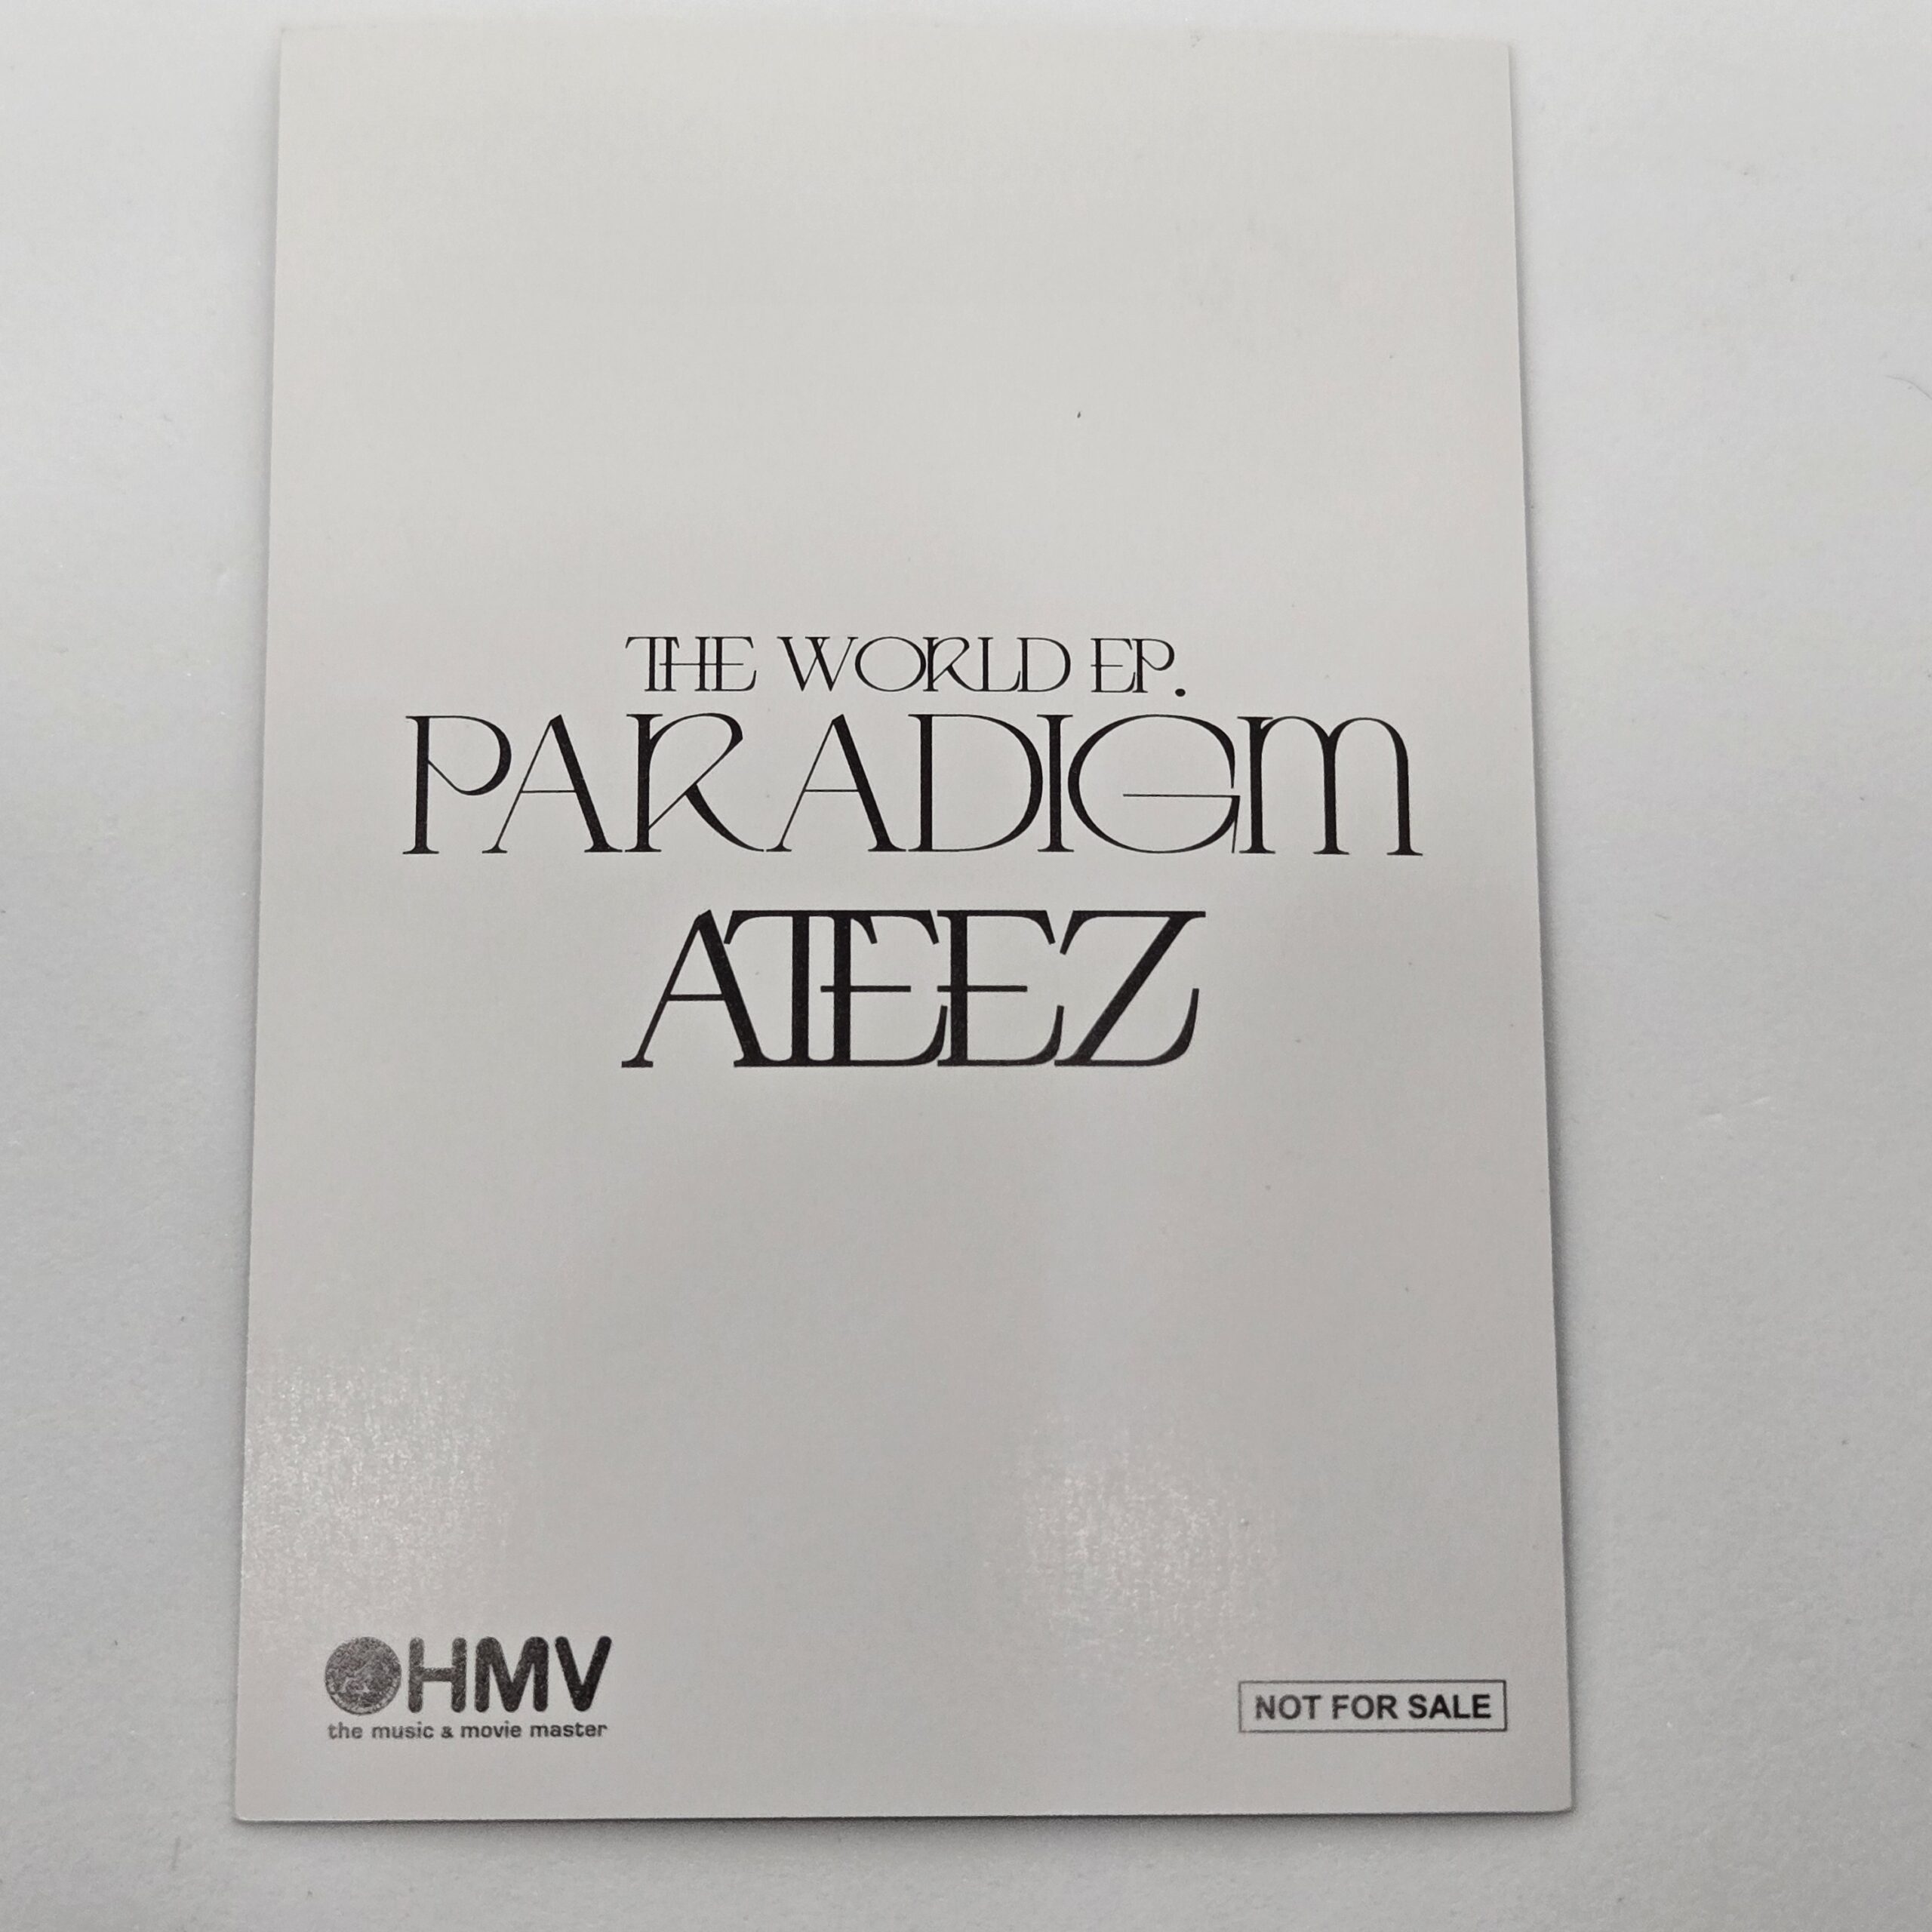 THE WORLD EP.
PARADIGM
ATEEZ
HMV
the music & movie master
NOT FOR SALE